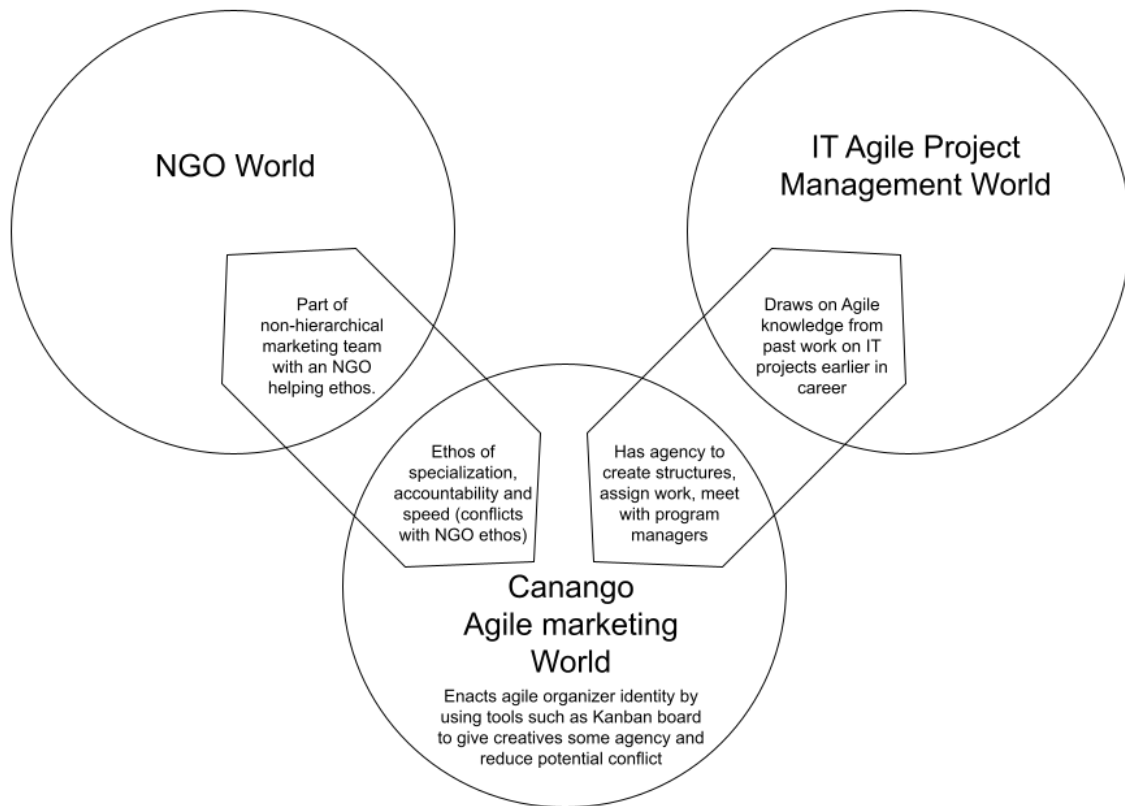 NGO World
IT Agile Project
Management World
Part of
non-hierarchical
marketing team
with an NGO
helping ethos.
Draws on Agile
knowledge from
past work on IT
projects earlier in
career
Ethos of
specialization,
accountability and
speed (conflicts
with NGO ethos)
Has agency to
create structures,
assign work, meet
with program
managers
Canango
Agile marketing
World
Enacts agile organizer identity by
using tools such as Kanban board
to give creatives some agency and
reduce potential conflict